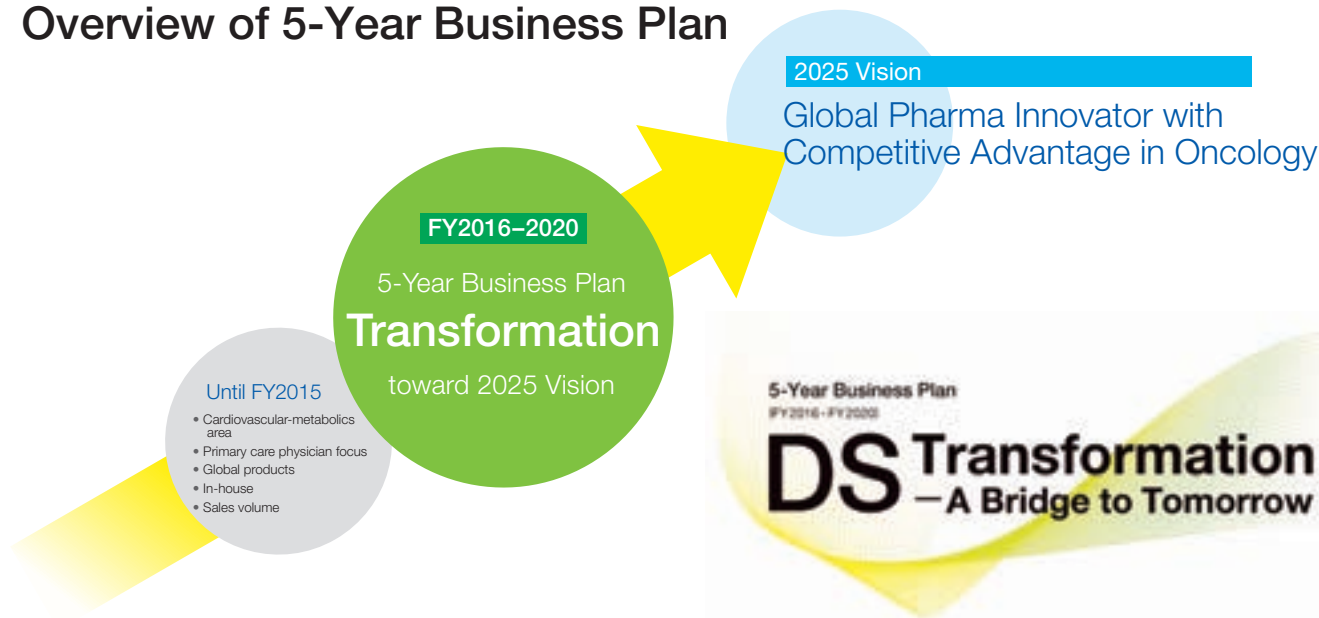 Overview of 5-Year Business Plan
2025 Vision
Global Pharma Innovator with
Competitive Advantage in Oncology
FY2016–2020
5-Year Business Plan
Transformation
toward 2025 Vision
Until FY2015
• Cardiovascular-metabolics
area
• Primary care physician focus
• Global products
• In-house
• Sales volume
5-Year Business Plan
(FY2016-FY2020)
DS Transformation
—A Bridge to Tomorrow